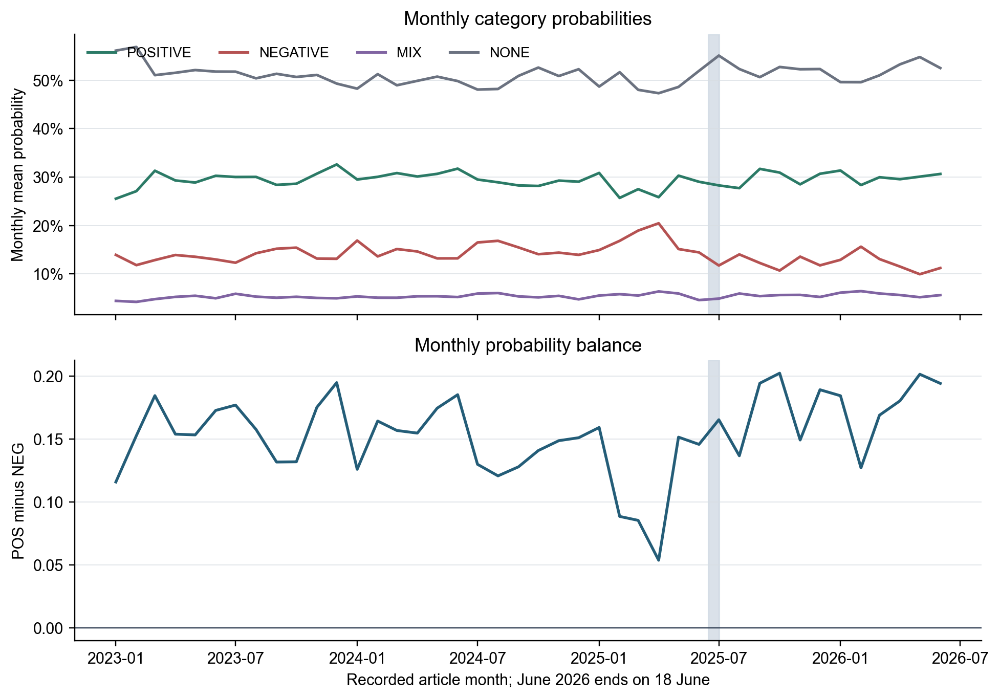 Monthly category probabilities
POSITIVE NEGATIVE MIX NONE
Monthly mean probability
50%
40%
30%
20%
10%
Monthly probability balance
POS minus NEG
0.20
0.15
0.10
0.05
0.00
2023-01 2023-07 2024-01 2024-07 2025-01 2025-07 2026-01 2026-07
Recorded article month; June 2026 ends on 18 June